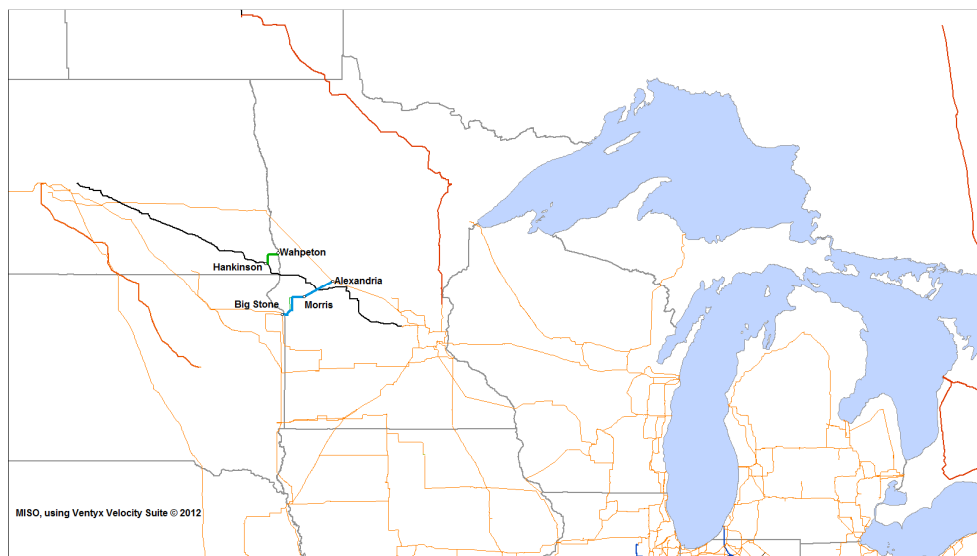 Wahpeton
Hankinson
Alexandria
Big Stone
Morris
MISO, using Ventyx Velocity Suite © 2012